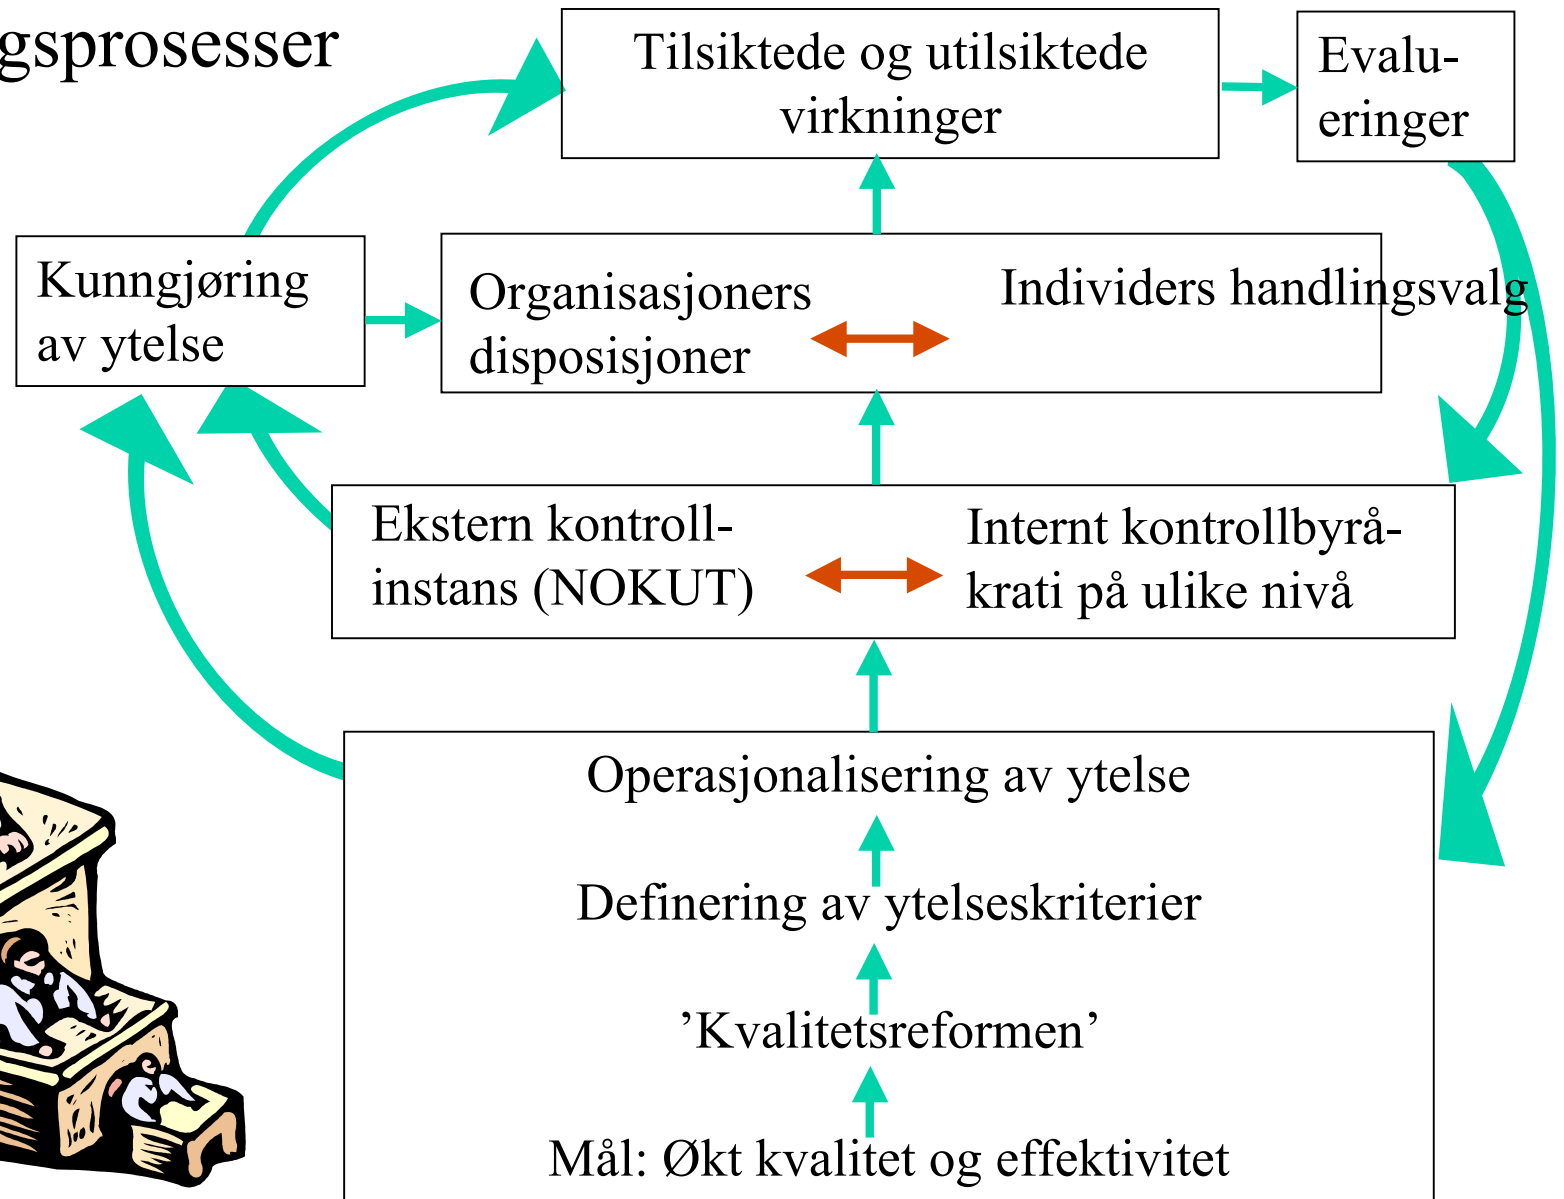 gsprosesser
Tilsiktede og utilsiktede
virkninger
Evalu-
eringer
Kunngjøring
av ytelse
Organisasjoners
disposisjoner
Individers handlingsvalg
Ekstern kontroll-
instans (NOKUT)
Internt kontrollbyrå-
krati på ulike nivå
Operasjonalisering av ytelse
Definering av ytelseskriterier
’Kvalitetsreformen’
Mål: Økt kvalitet og effektivitet